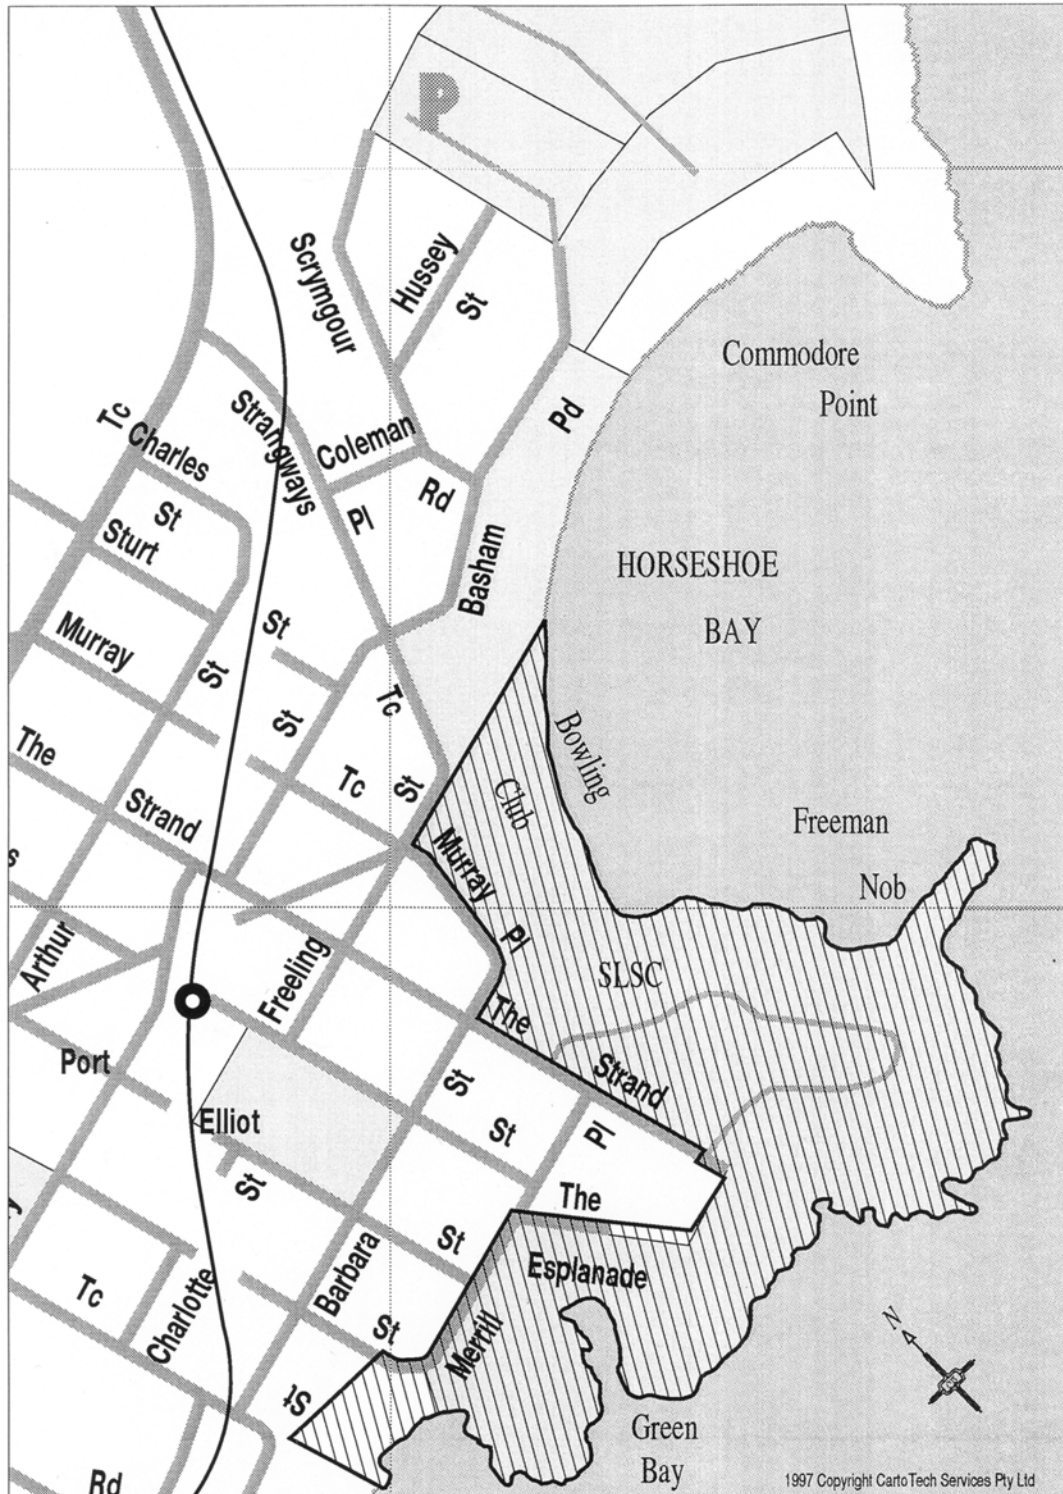 P
Scrymgour
Hussey
St
Commodore
Point
Pd
Tc
Charles
St
Strangways
Coleman
Pl
Rd
Sturt
Basham
HORSESHOE
BAY
Murray
St
St
St
Tc
The
Strand
Tc
St
Bowling
Club
Freeman
Nob
Murray
Pl
s
Arthur
Freeling
SLSC
The
Strand
Port
St
St
Pl
Elliot
St
The
Esplanade
St
Barbara
Tc
Charlotte
St
Merrill
St
N
Green
Bay
Rd
1997 Copyright CartoTech Services Pty Ltd